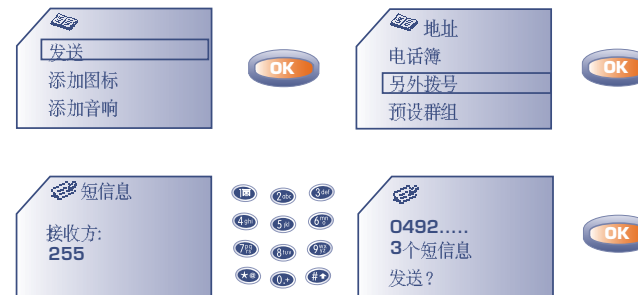 发送
添加图标
添加音响
OK
地址
电话簿
另外拨号
预设群组
OK
短信息
接收方:
255
0492.....
3个短信息
发送?
OK